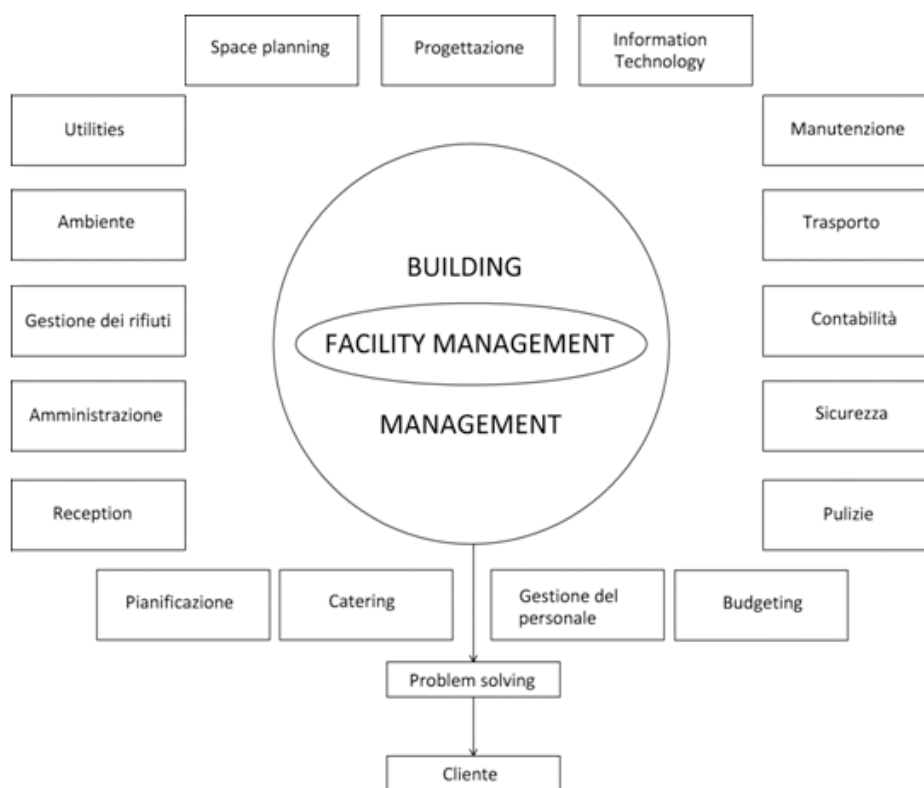 Space planning
Progettazione
Information
Technology
Utilities
Manutenzione
Ambiente
Trasporto
BUILDING
Gestione dei rifiuti
FACILITY MANAGEMENT
Contabilità
Amministrazione
MANAGEMENT
Sicurezza
Reception
Pulizie
Pianificazione
Catering
Gestione del
personale
Budgeting
Problem solving
Cliente